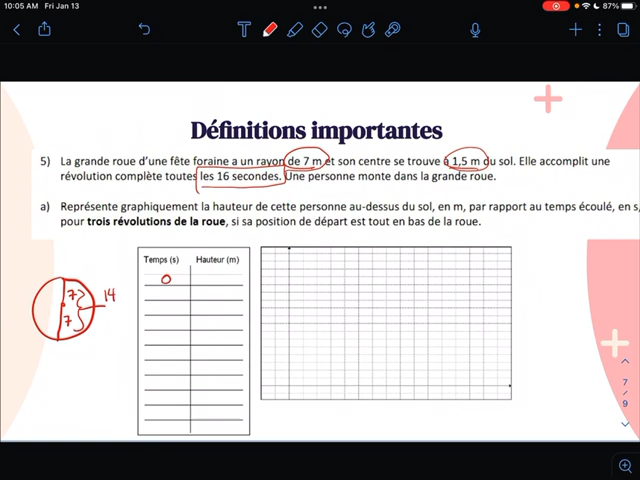 10:05 AM Fri Jan 13
87%
Définitions importantes
5) La grande roue d'une fête foraine a un rayon de 7 m et son centre se trouve à 1,5 m du sol. Elle accomplit une
révolution complète toutes les 16 secondes. Une personne monte dans la grande roue.
a) Représente graphiquement la hauteur de cette personne au-dessus du sol, en m, par rapport au temps écoulé, en s,
pour trois révolutions de la roue, si sa position de départ est tout en bas de la roue.
Temps (s) Hauteur (m)
0
7 14
7
7
/
9